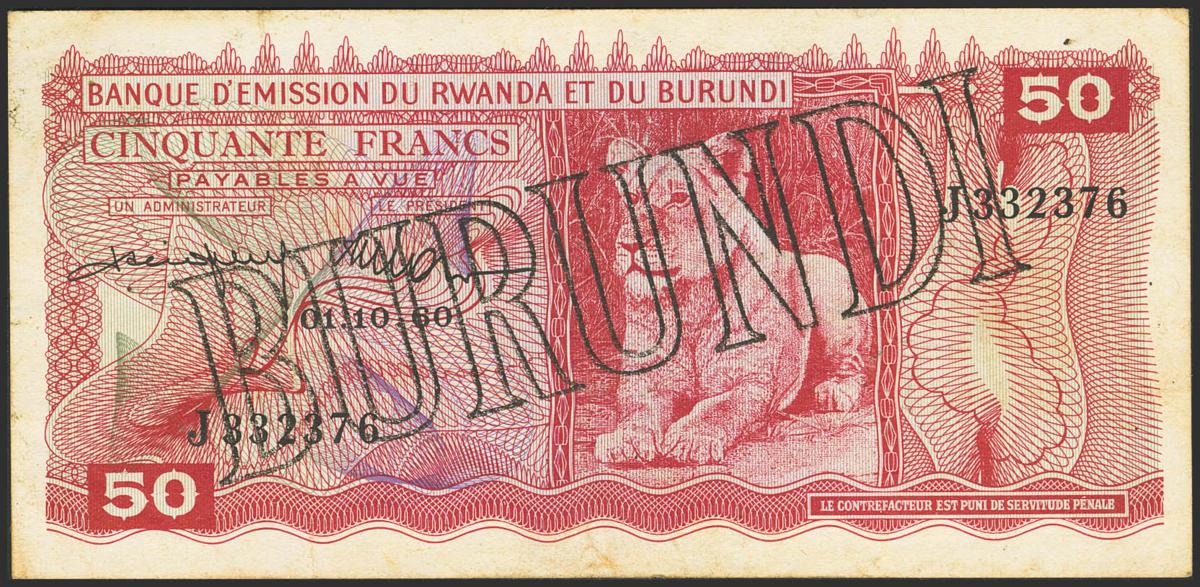 BANQUE D'EMISSION DU RWANDA ET DU BURUNDI
50
CINQUANTE FRANCS
PAYABLES A VUE
UN ADMINISTRATEUR LE PRÉSI
J332376
BURUNDI
01.10 60
J332376
50
LE CONTREFACTEUR EST PUNI DE SERVITUDE PÉNALE